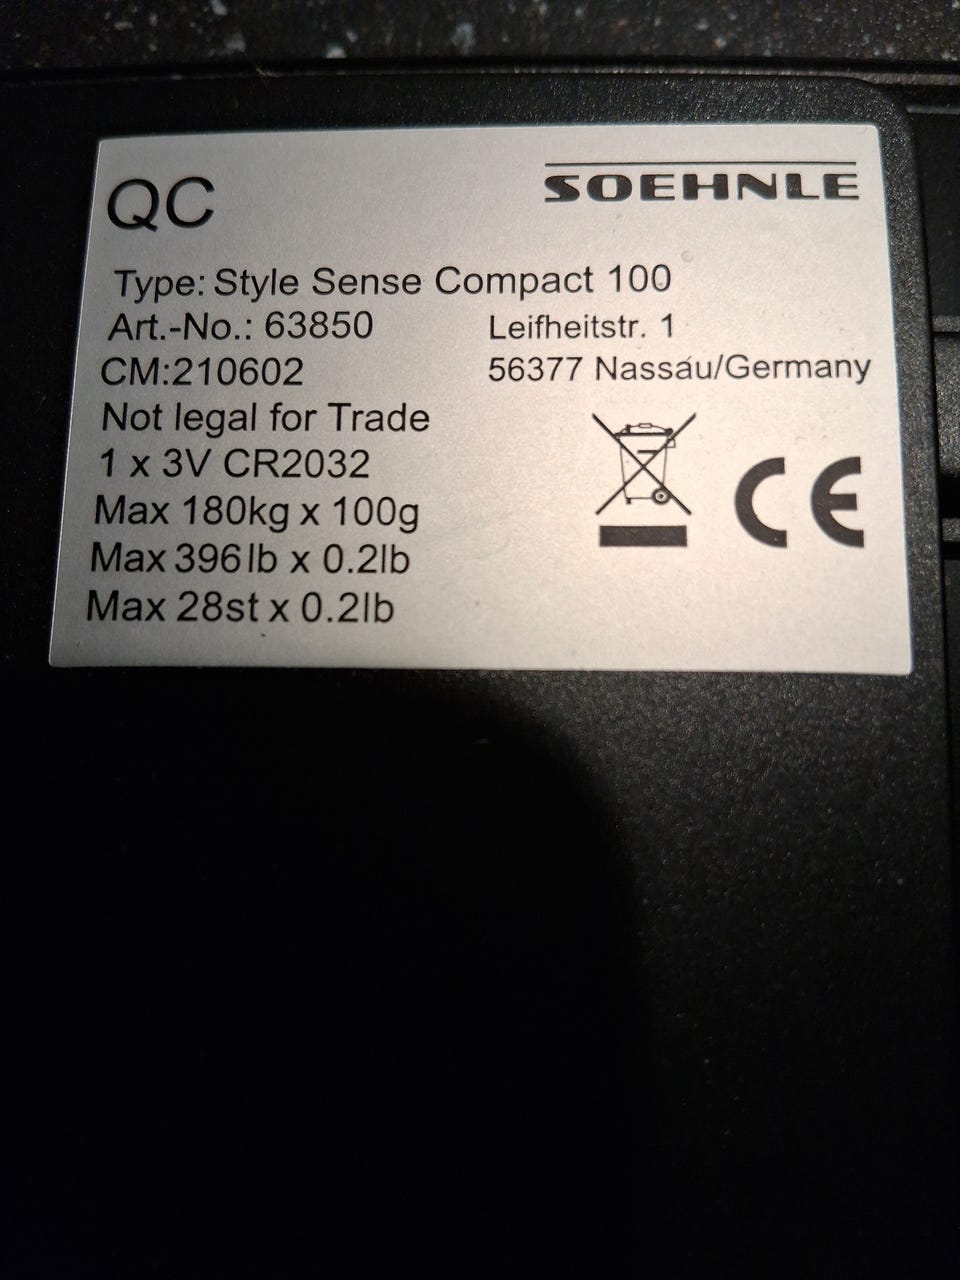 QC
SOEHNLE
Type: Style Sense Compact 100
Art.-No.: 63850
Leifheitstr. 1
CM:210602
56377 Nassau/Germany
Not legal for Trade
1 x 3V CR2032
Max 180kg x 100g
Max 396lb x 0.2lb
Max 28st x 0.2lb
CE